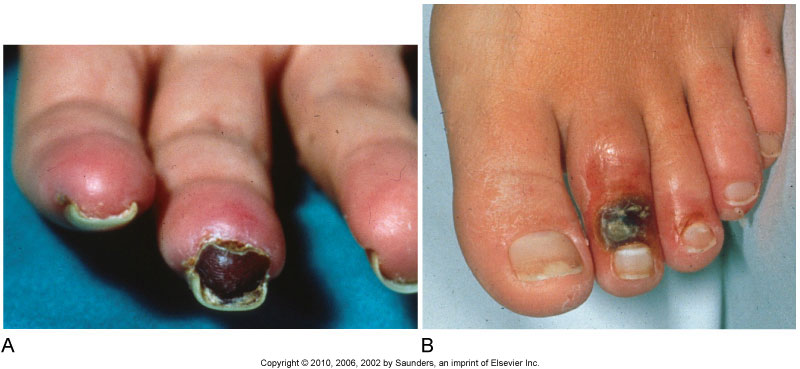 A
B
Copyright © 2010, 2006, 2002 by Saunders, an imprint of Elsevier Inc.